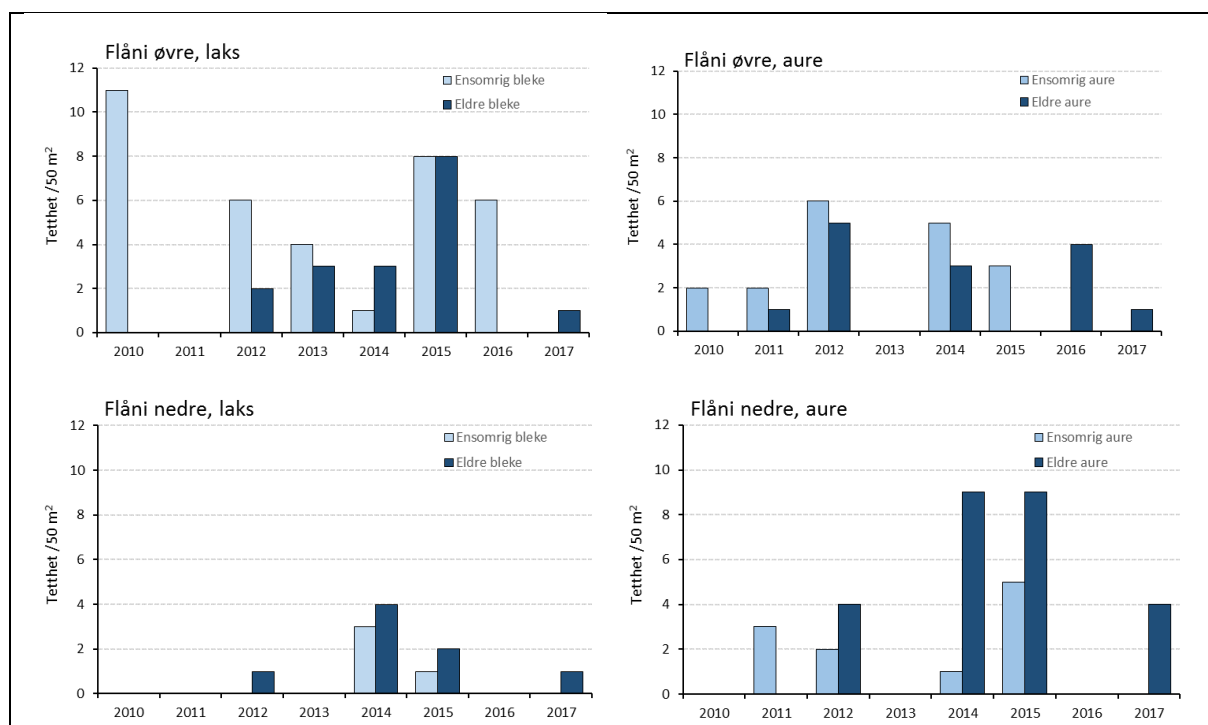 Flåni øvre, laks
Ensomrig bleke
Eldre bleke
Tetthet /50 m²
12
10
8
6
4
2
0
2010 2011 2012 2013 2014 2015 2016 2017
Flåni øvre, aure
Ensomrig aure
Eldre aure
Tetthet /50 m²
12
10
8
6
4
2
0
2010 2011 2012 2013 2014 2015 2016 2017
Flåni nedre, laks
Ensomrig bleke
Eldre bleke
Tetthet /50 m²
12
10
8
6
4
2
0
2010 2011 2012 2013 2014 2015 2016 2017
Flåni nedre, aure
Ensomrig aure
Eldre aure
Tetthet /50 m²
12
10
8
6
4
2
0
2010 2011 2012 2013 2014 2015 2016 2017